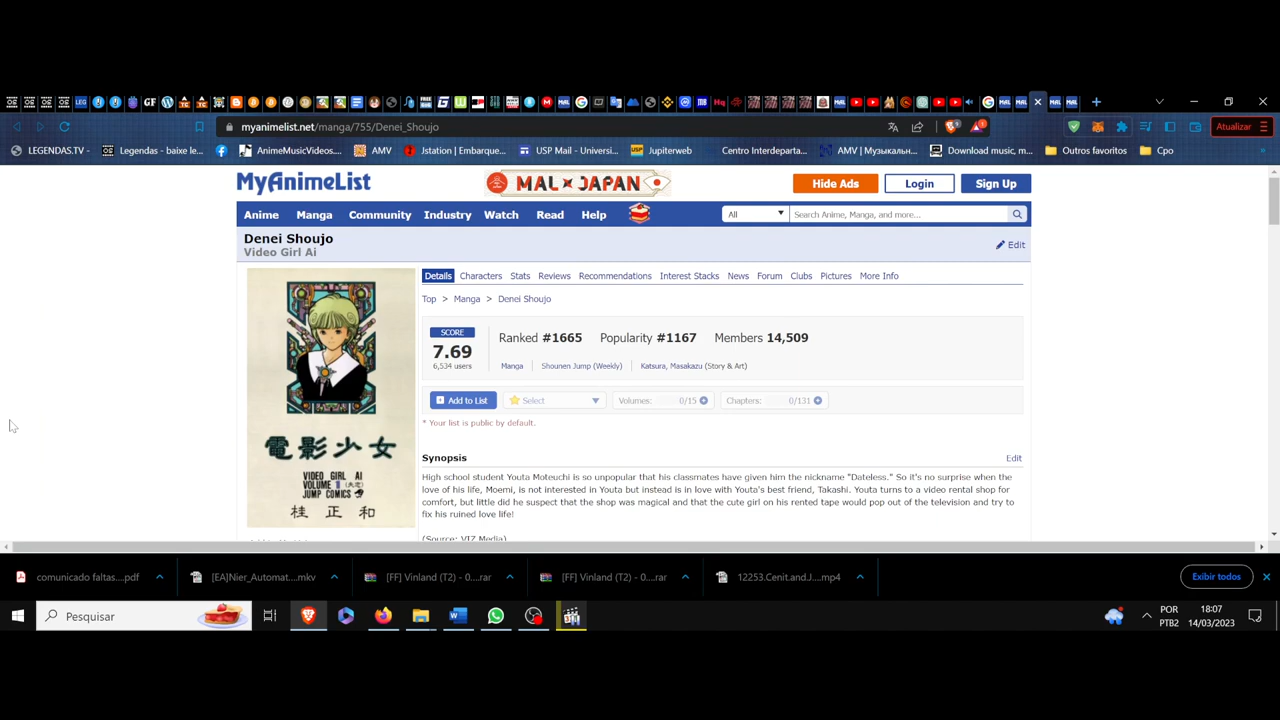 myanimelist.net/manga/755/Denei_Shoujo
Atualizar
LEGENDAS.TV -
Legendas - baixe le...
AnimeMusicVideos...
AMV
Jstation | Embarque...
USP Mail - Universi...
Jupiterweb
Centro Interdeparta...
AMV | Музыкальн...
Download music, m...
Outros favoritos
Cpo
MyAnimeList
MAL×JAPAN
Hide Ads
Login
Sign Up
Anime
Manga
Community
Industry
Watch
Read
Help
All
Search Anime, Manga, and more...
Denei Shoujo
Video Girl Ai
Edit
Details
Characters
Stats
Reviews
Recommendations
Interest Stacks
News
Forum
Clubs
Pictures
More Info
Top > Manga > Denei Shoujo
SCORE
7.69
6,534 users
Ranked #1665
Popularity #1167
Members 14,509
Manga
Shounen Jump (Weekly)
Katsura, Masakazu (Story & Art)
Add to List
Select
Volumes: 0/15
Chapters: 0/131
* Your list is public by default.
電影少女
VIDEO GIRL AI
VOLUME 1
JUMP COMICS
桂正和
Synopsis
Edit
High school student Youta Moteuchi is so unpopular that his classmates have given him the nickname "Dateless." So it's no surprise when the
love of his life, Moemi, is not interested in Youta but instead is in love with Youta's best friend, Takashi. Youta turns to a video rental shop for
comfort, but little did he suspect that the shop was magical and that the cute girl on his rented tape would pop out of the television and try to
fix his ruined love life!
(Source: VIZ Media)
comunicado faltas....pdf
[EA]Nier_Automat....mkv
[FF] Vinland (T2) - 0....rar
[FF] Vinland (T2) - 0....rar
12253.Cenit.and.J....mp4
Exibir todos
Pesquisar
POR
PTB2
18:07
14/03/2023